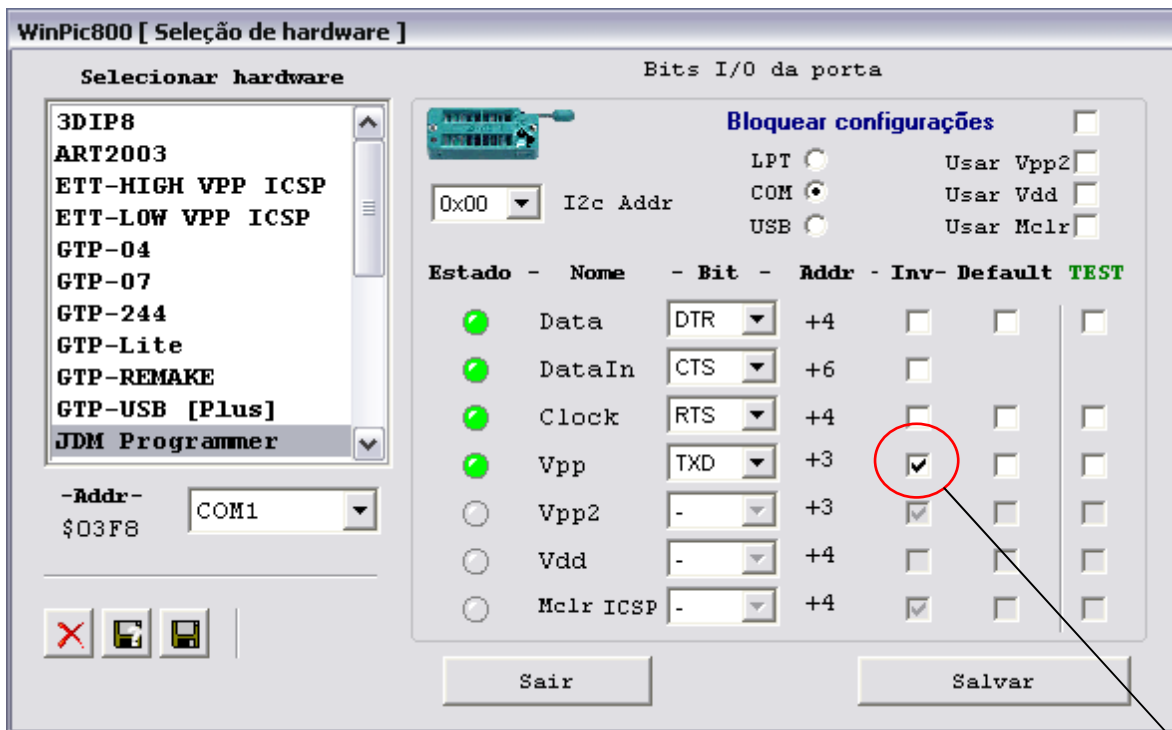 WinPic800 [ Seleção de hardware ]
Selecionar hardware
3DIP8
ART2003
ETT-HIGH VPP ICSP
ETT-LOW VPP ICSP
GTP-04
GTP-07
GTP-244
GTP-Lite
GTP-REMAKE
GTP-USB [Plus]
JDM Programmer
-Addr-
$03F8
COM1
Bits I/O da porta
Bloquear configurações
0x00 I2c Addr
LPT
COM
USB
Usar Vpp2
Usar Vdd
Usar Mclr
Estado - Nome - Bit - Addr - Inv- Default TEST
Data DTR +4
DataIn CTS +6
Clock RTS +4
Vpp TXD +3
Vpp2 - +3
Vdd - +4
Mclr ICSP - +4
Sair
Salvar